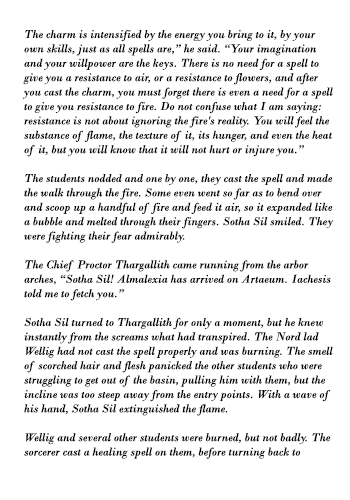 The charm is intensified by the energy you bring to it, by your
own skills, just as all spells are,” he said. “Your imagination
and your willpower are the keys. There is no need for a spell to
give you a resistance to air, or a resistance to flowers, and after
you cast the charm, you must forget there is even a need for a spell
to give you resistance to fire. Do not confuse what I am saying:
resistance is not about ignoring the fire's reality. You will feel the
substance of flame, the texture of it, its hunger, and even the heat
of it, but you will know that it will not hurt or injure you.”
The students nodded and one by one, they cast the spell and made
the walk through the fire. Some even went so far as to bend over
and scoop up a handful of fire and feed it air, so it expanded like
a bubble and melted through their fingers. Sotha Sil smiled. They
were fighting their fear admirably.
The Chief Proctor Thargallith came running from the arbor
arches, “Sotha Sil! Almalexia has arrived on Artaeum. Iachesis
told me to fetch you.”
Sotha Sil turned to Thargallith for only a moment, but he knew
instantly from the screams what had transpired. The Nord lad
Wellig had not cast the spell properly and was burning. The smell
of scorched hair and flesh panicked the other students who were
struggling to get out of the basin, pulling him with them, but the
incline was too steep away from the entry points. With a wave of
his hand, Sotha Sil extinguished the flame.
Wellig and several other students were burned, but not badly. The
sorcerer cast a healing spell on them, before turning back to